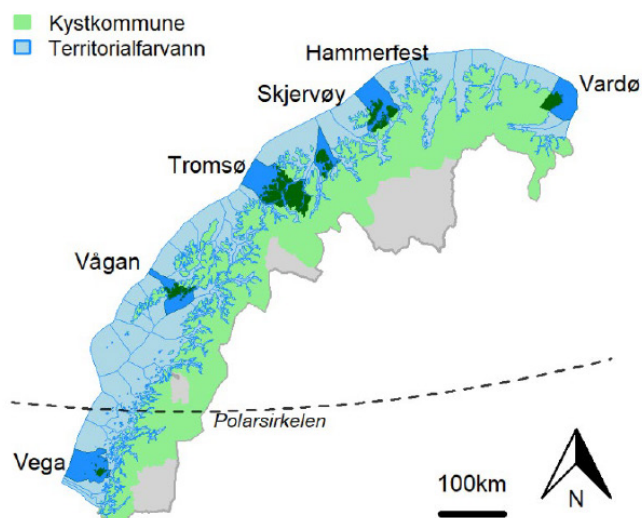 Kystkommune
Territorialfarvann
Hammerfest
Skjervøy
Vardø
Tromsø
Vågan
Polarsirkelen
Vega
100km
N